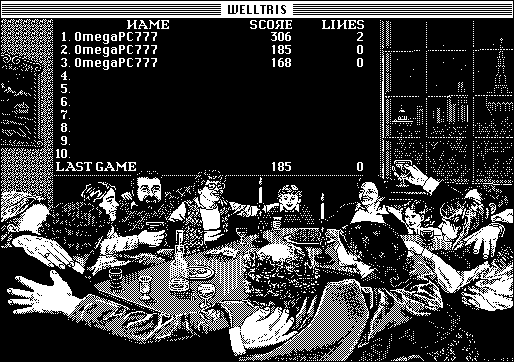 WELLTRIS
NAME SCORE LINES
1. OmegaPC777 306 2
2. OmegaPC777 185 0
3. OmegaPC777 168 0
4.
5.
6.
7.
8.
9.
10.
LAST GAME 185 0